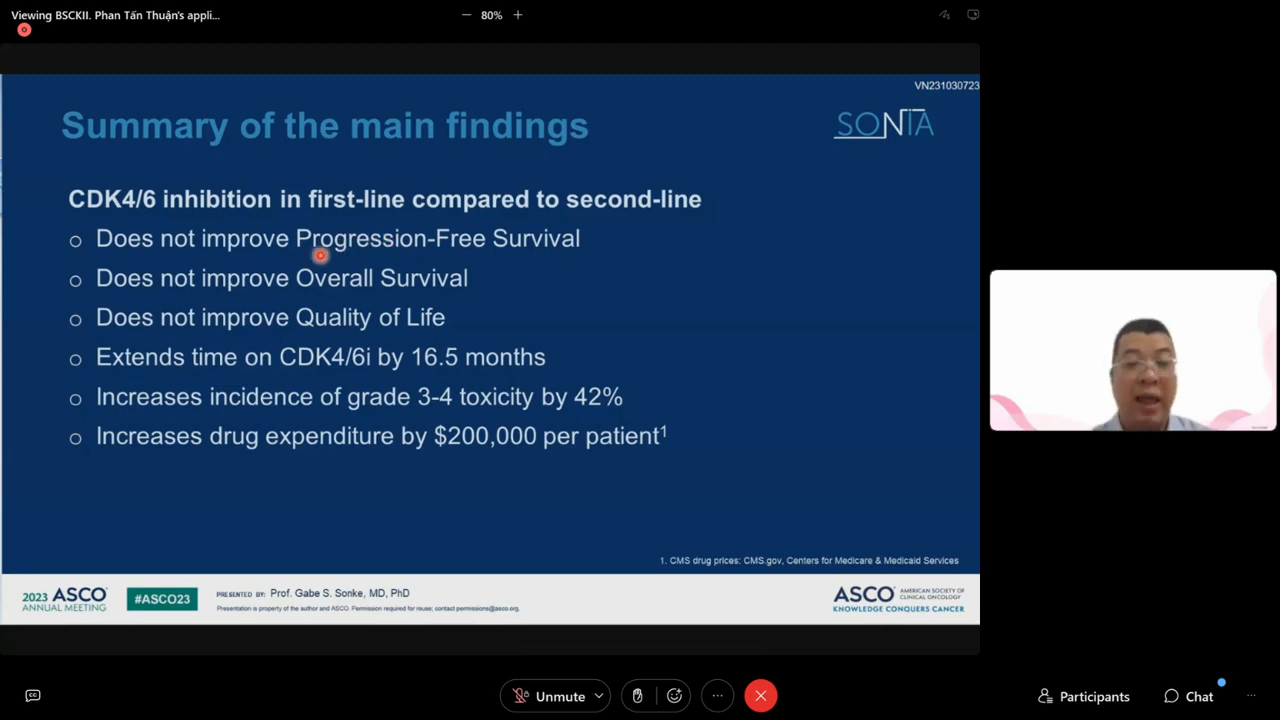 Viewing BSCKII. Phan Tấn Thuận's appli...
80%
VN231030723
Summary of the main findings
SONIA
CDK4/6 inhibition in first-line compared to second-line
Does not improve Progression-Free Survival
Does not improve Overall Survival
Does not improve Quality of Life
Extends time on CDK4/6i by 16.5 months
Increases incidence of grade 3-4 toxicity by 42%
Increases drug expenditure by $200,000 per patient¹
1. CMS drug prices: CMS.gov, Centers for Medicare & Medicaid Services
2023 ASCO
ANNUAL MEETING
#ASCO23
PRESENTED BY: Prof. Gabe S. Sonke, MD, PhD
Presentation is property of the author and ASCO. Permission required for reuse; contact permissions@asco.org.
ASCO AMERICAN SOCIETY OF
CLINICAL ONCOLOGY
KNOWLEDGE CONQUERS CANCER
CC
Unmute
Participants
Chat